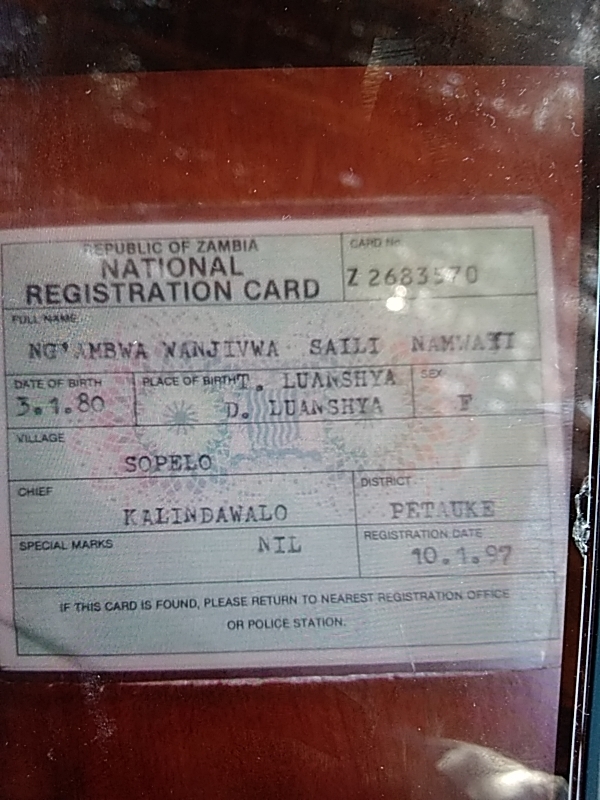 REPUBLIC OF ZAMBIA
NATIONAL
REGISTRATION CARD
CARD No
Z 2683570
FULL NAME
NG'AMBWA WANJIVWA SAILI
DATE OF BIRTH
3.1.80
PLACE OF BIRTH T. LUANSHYA
D. LUANSHYA
SEX
F
VILLAGE
SOPELO
CHIEF
KALINDAWALO
DISTRICT
PETAUKE
SPECIAL MARKS NIL
REGISTRATION DATE
10.1.97
IF THIS CARD IS FOUND, PLEASE RETURN TO NEAREST REGISTRATION OFFICE
OR POLICE STATION.